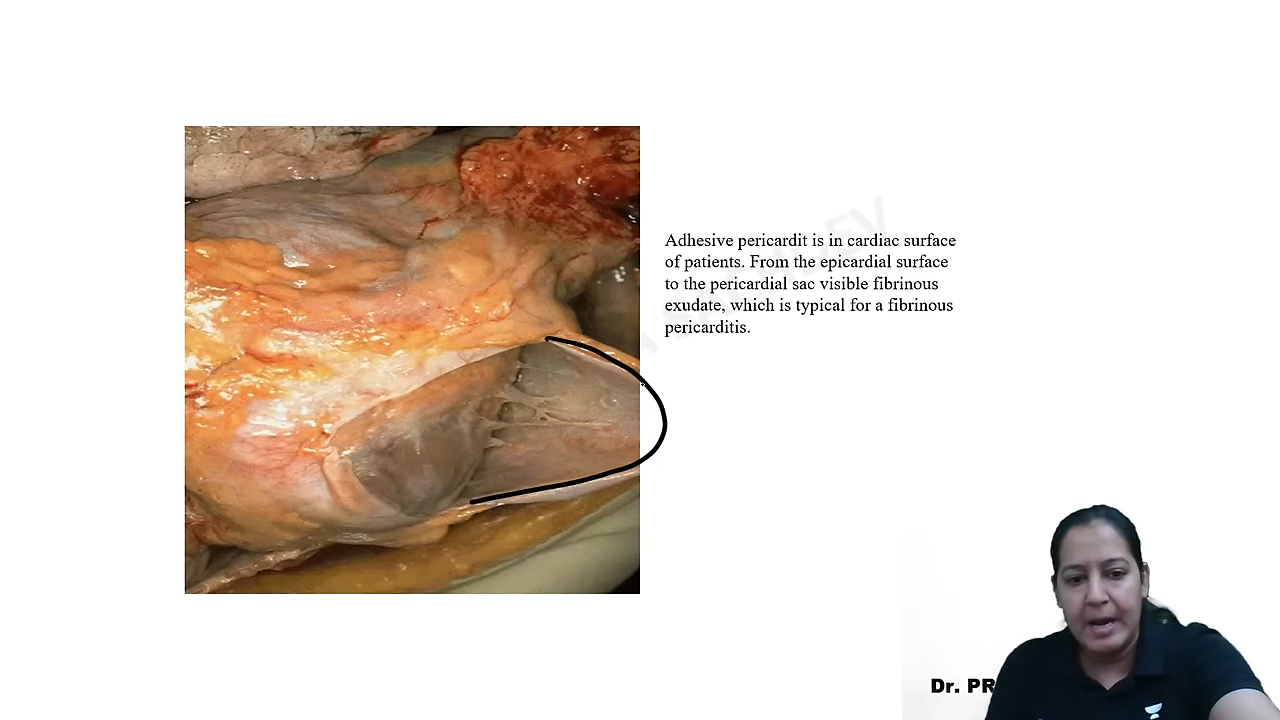 Adhesive pericardit is in cardiac surface
of patients. From the epicardial surface
to the pericardial sac visible fibrinous
exudate, which is typical for a fibrinous
pericarditis.
Dr. PR